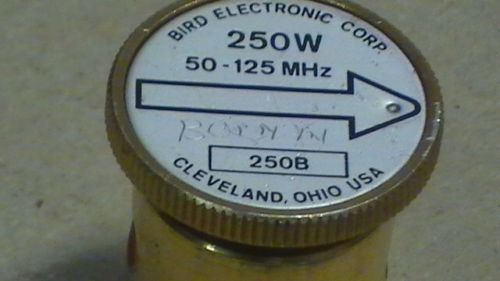 BIRD ELECTRONIC CORP.
250W
50-125 MHz
250B
CLEVELAND, OHIO USA